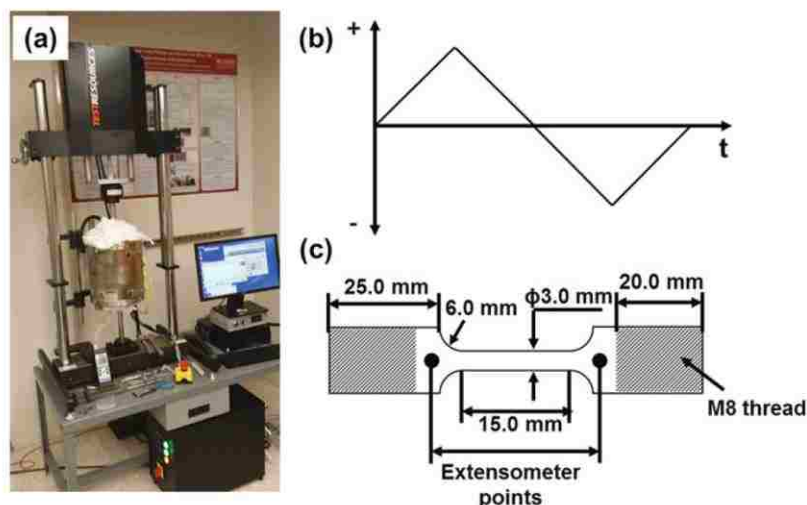 (a)
TESTRESOURCES
(b)
+
t
-
(c)
25.0 mm
6.0 mm
ϕ3.0 mm
20.0 mm
15.0 mm
M8 thread
Extensometer
points